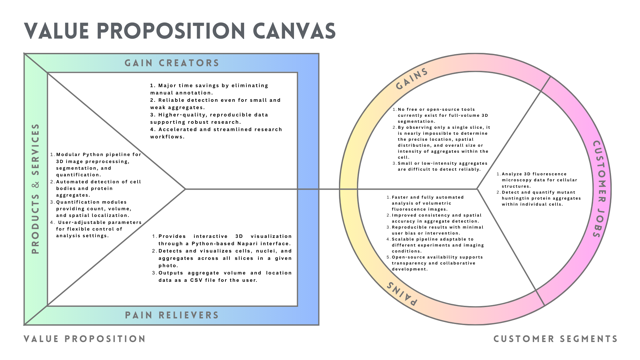 VALUE PROPOSITION CANVAS
GAIN CREATORS
1. Major time savings by eliminating
manual annotation.
2. Reliable detection even for small and
weak aggregates.
3. Higher-quality, reproducible data
supporting robust research.
4. Accelerated and streamlined research
workflows.
PRODUCTS & SERVICES
1. Modular Python pipeline for
3D image preprocessing,
segmentation, and
quantification.
2. Automated detection of cell
bodies and protein
aggregates.
3. Quantification modules
providing count, volume,
and spatial localization.
4. User-adjustable parameters
for flexible control of
analysis settings.
1. Provides interactive 3D visualization
through a Python-based Napari interface.
2. Detects and visualizes cells, nuclei, and
aggregates across all slices in a given
photo.
3. Outputs aggregate volume and location
data as a CSV file for the user.
PAIN RELIEVERS
VALUE PROPOSITION
GAINS
1. No free or open-source tools
currently exist for full-volume 3D
segmentation.
2. By observing only a single slice, it
is nearly impossible to determine
the precise location, spatial
distribution, and overall size or
intensity of aggregates within the
cell.
3. Small or low-intensity aggregates
are difficult to detect reliably.
CUSTOMER JOBS
1. Analyze 3D fluorescence
microscopy data for cellular
structures.
2. Detect and quantify mutant
huntingtin protein aggregates
within individual cells.
1. Faster and fully automated
analysis of volumetric
fluorescence images.
2. Improved consistency and spatial
accuracy in aggregate detection.
3. Reproducible results with minimal
user bias or intervention.
4. Scalable pipeline adaptable to
different experiments and imaging
conditions.
5. Open-source availability supports
transparency and collaborative
development.
PAINS
CUSTOMER SEGMENTS